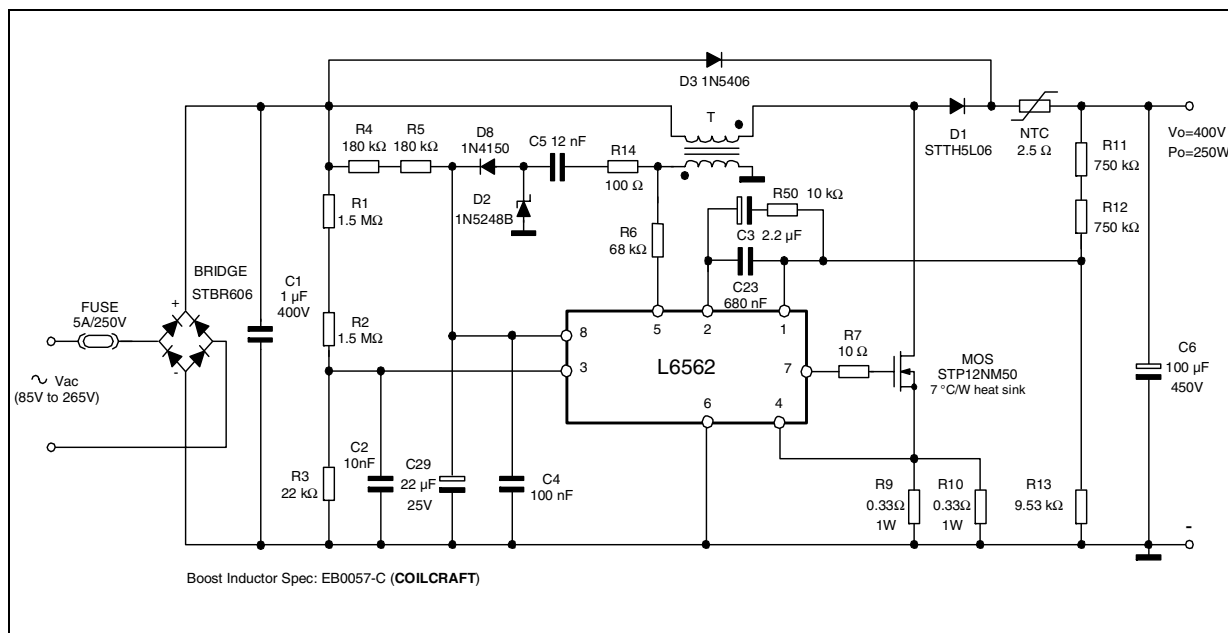 D3 1N5406
T
R4
180 kΩ
R5
180 kΩ
D8
1N4150
C5 12 nF
R14
100 Ω
D1
STTH5L06
NTC
2.5 Ω
Vo=400V
Po=250W
R11
750 kΩ
R12
750 kΩ
R1
1.5 MΩ
D2
1N5248B
R50 10 kΩ
R6
68 kΩ
C3 2.2 µF
C23
680 nF
BRIDGE
STBR606
+
-
FUSE
5A/250V
C1
1 µF
400V
R2
1.5 MΩ
8
3
5
2
1
L6562
7
6
4
R7
10 Ω
MOS
STP12NM50
7 °C/W heat sink
C6
100 µF
450V
~ Vac
(85V to 265V)
R3
22 kΩ
C2
10nF
C29
22 µF
25V
C4
100 nF
R9
0.33Ω
1W
R10
0.33Ω
1W
R13
9.53 kΩ
-
Boost Inductor Spec: EB0057-C (COILCRAFT)